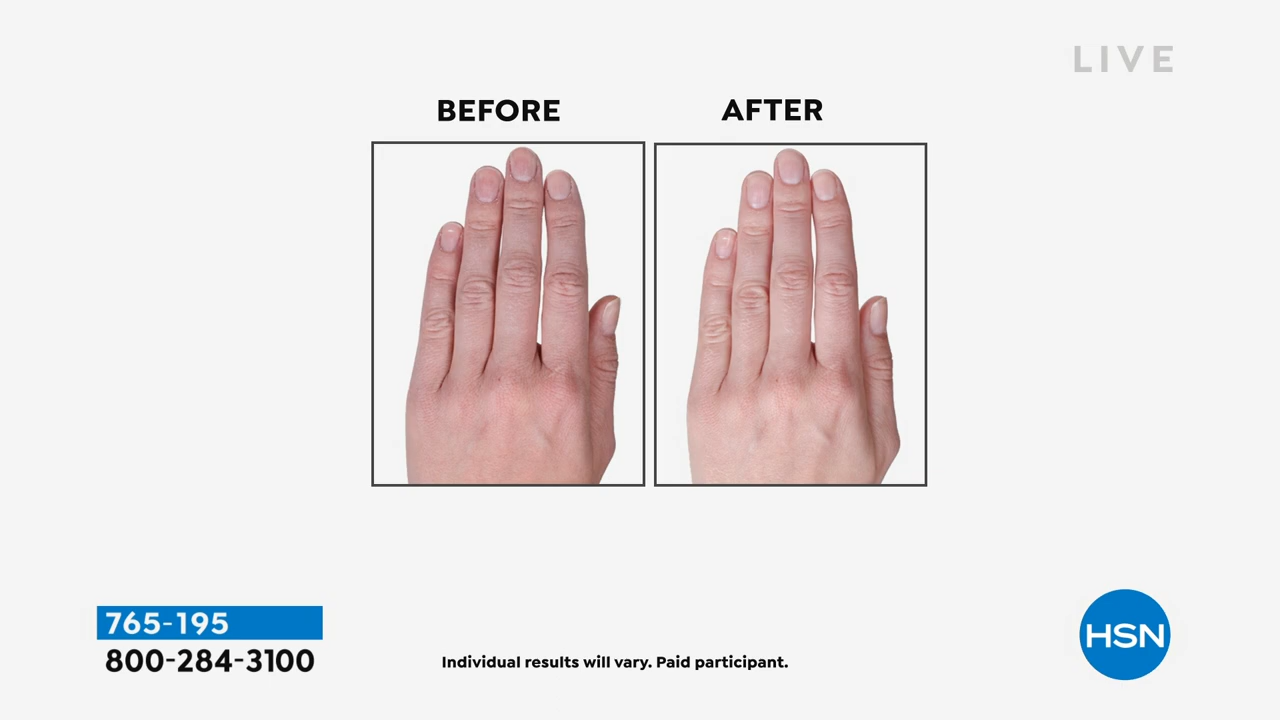 LIVE
BEFORE
AFTER
765-195
800-284-3100
Individual results will vary. Paid participant.
HSN